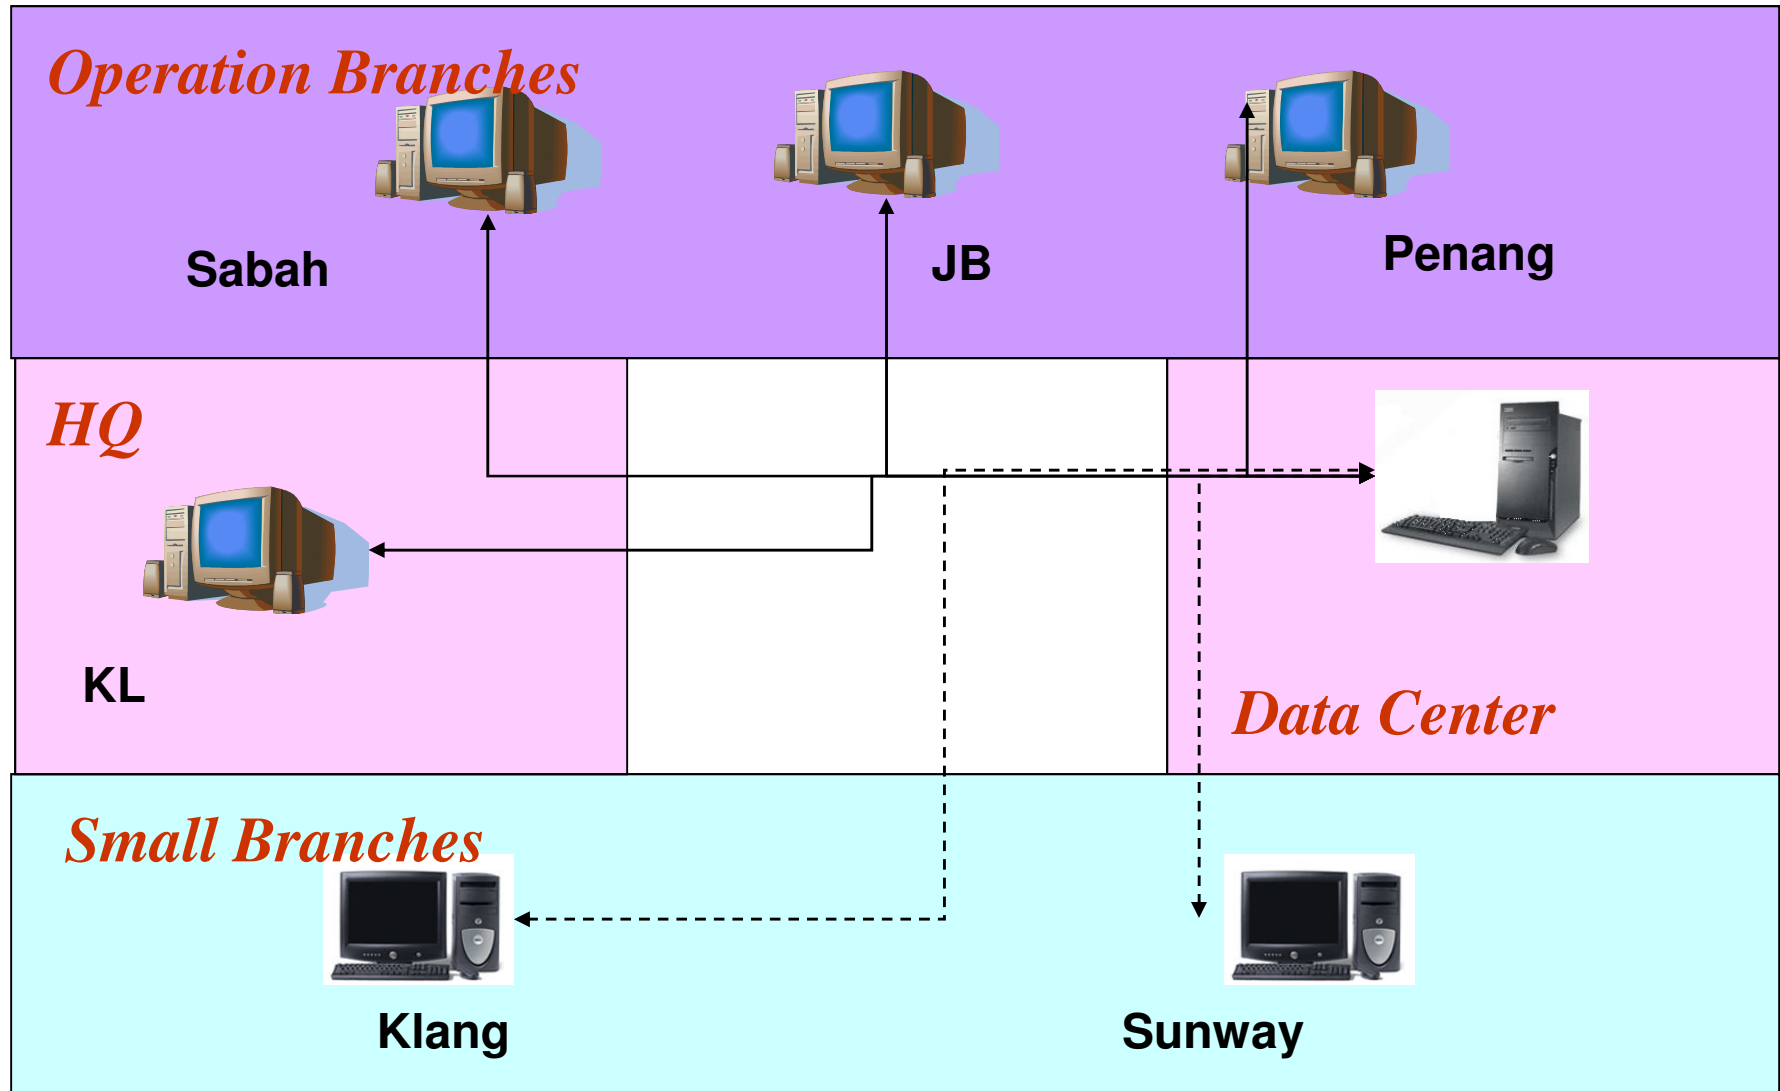 Operation Branches
Sabah
JB
Penang
HQ
KL
Data Center
Small Branches
Klang
Sunway